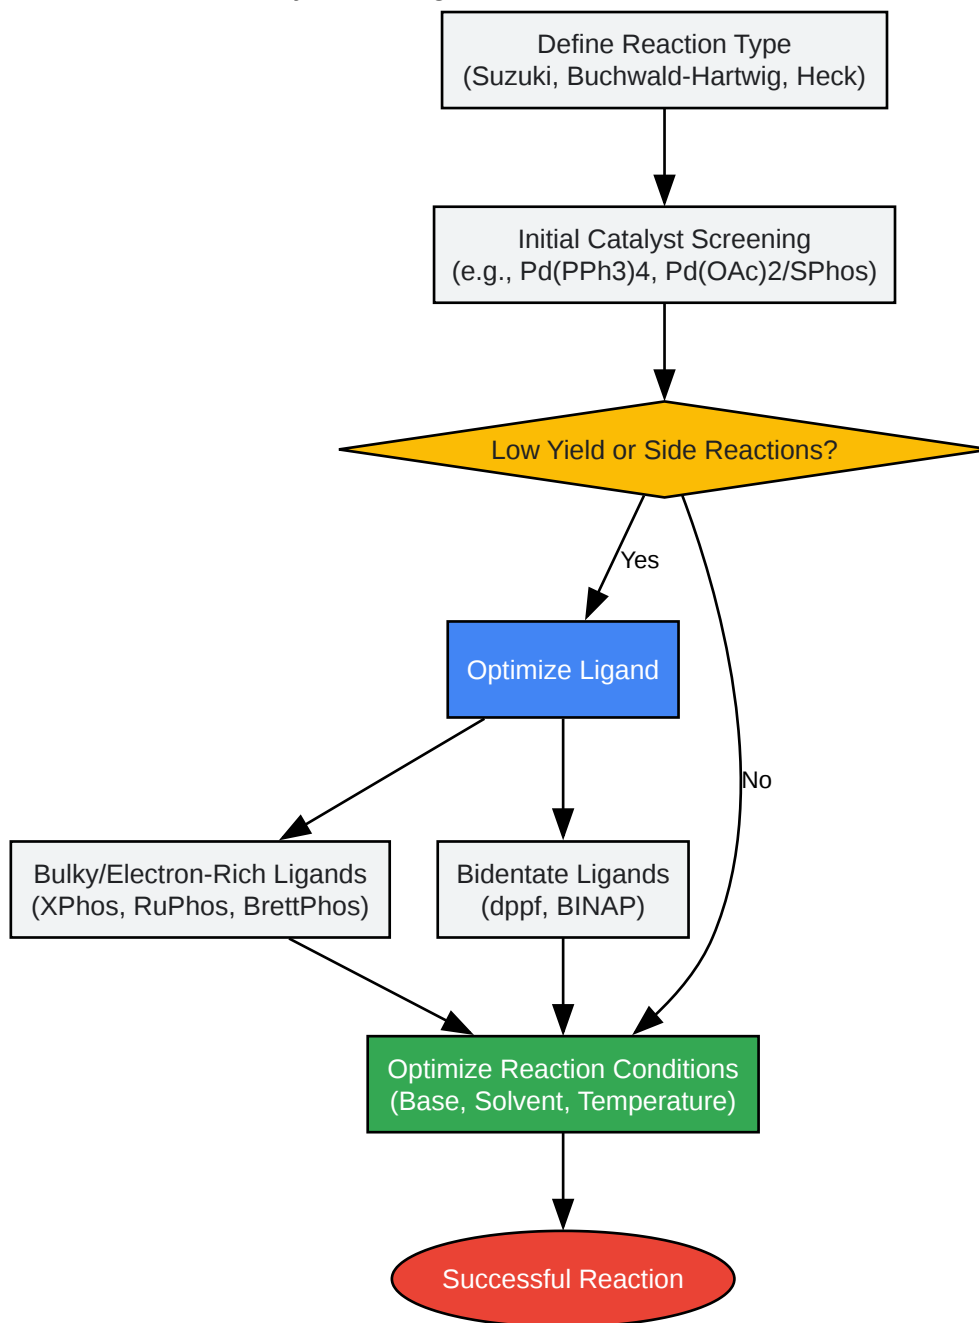 Define Reaction Type
(Suzuki, Buchwald-Hartwig, Heck)
Initial Catalyst Screening
(e.g., Pd(PPh3)4, Pd(OAc)2/SPhos)
Low Yield or Side Reactions?
Yes
Optimize Ligand
No
Bulky/Electron-Rich Ligands
(XPhos, RuPhos, BrettPhos)
Bidentate Ligands
(dppf, BINAP)
Optimize Reaction Conditions
(Base, Solvent, Temperature)
Successful Reaction